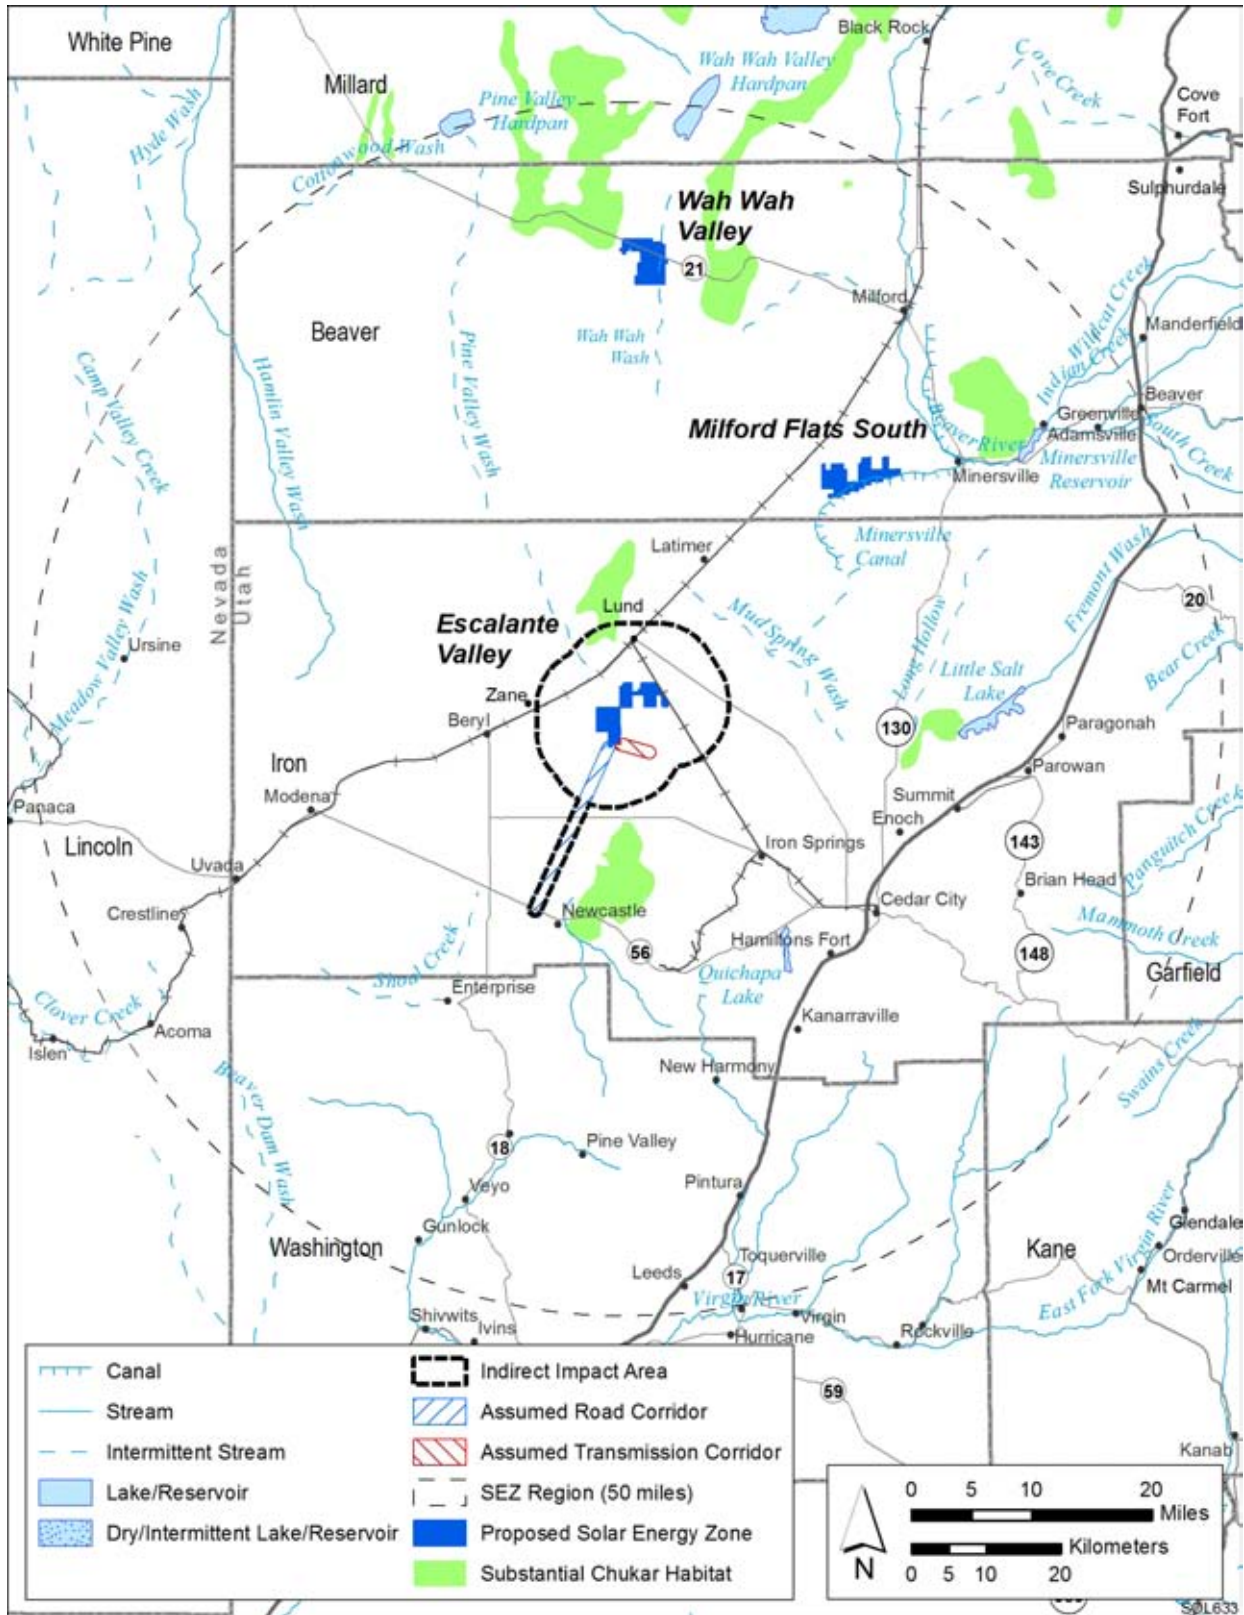 White Pine
Black Rock
Millard
Wah Wah Valley
Hardpan
Cove Creek
Pine Valley
Hardpan
Hyde Wash
Cove
Fort
Cottonwood Wash
Sulphurdale
Wah Wah
Valley
21
Milford
Beaver
Wah Wah
Wash
Pine Valley Wash
Hamlin Valley Wash
Camp Valley Creek
Wildcat Creek
Indian Creek
Manderfield
Beaver
Greenville
Adamsville
South Creek
Milford Flats South
Beaver River
Minersville
Minersville
Reservoir
Minersville
Canal
Latimer
Nevada
Utah
Fremont Wash
20
Lund
Escalante
Valley
Mud Spring Wash
Long Hollow
Little Salt
Lake
Bear Creek
Ursine
Meadow Valley Wash
Zane
Beryl
130
Paragonah
Parowan
Iron
Modena
Summit
Enoch
Panaca
Lincoln
Uvada
Iron Springs
143
Panguitch Creek
Brian Head
Crestline
Newcastle
Cedar City
Mammoth Creek
56
Hamiltons Fort
148
Garfield
Shoal Creek
Enterprise
Quichapa
Lake
Clover Creek
Acoma
Islen
Kanarraville
Swains Creek
New Harmony
Beaver Dam Wash
18
Pine Valley
Veyo
Pintura
Gunlock
Washington
Toquerville
Leeds
17
Virgin River
Kane
Glendale
Orderville
Mt Carmel
East Fork Virgin River
Shivwits
Ivins
Virgin
Hurricane
Rockville
59
Kanab
Canal
Stream
Intermittent Stream
Lake/Reservoir
Dry/Intermittent Lake/Reservoir
Indirect Impact Area
Assumed Road Corridor
Assumed Transmission Corridor
SEZ Region (50 miles)
Proposed Solar Energy Zone
Substantial Chukar Habitat
N
0 5 10 20
Miles
Kilometers
0 5 10 20
SOL633